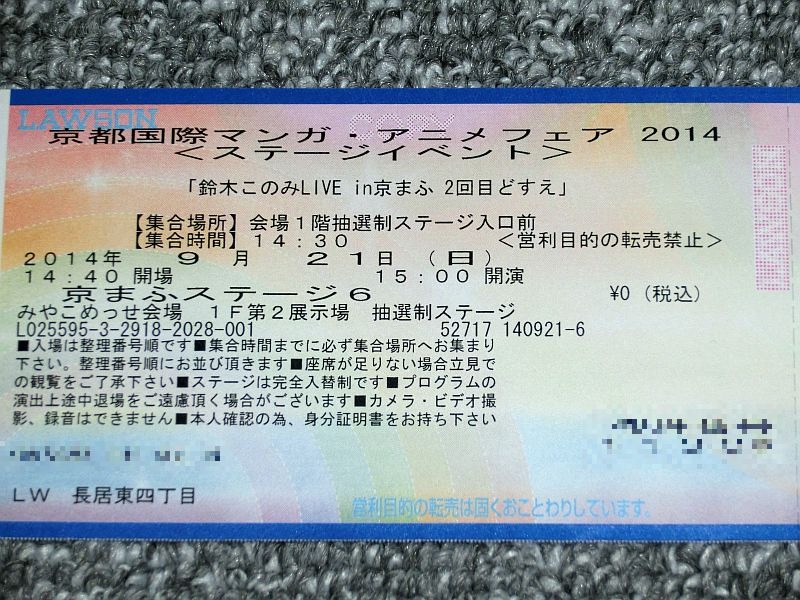 LAWSON
COPY
京都国際マンガ・アニメフェア 2014
＜ステージイベント＞
「鈴木このみLIVE in京まふ 2回目どすえ」
【集合場所】会場１階抽選制ステージ入口前
【集合時間】１４：３０ ＜営利目的の転売禁止＞
２０１４年 ９ 月 ２１日 （日）
１４：４０ 開場 １５：００ 開演
京まふステージ６ ¥0（税込）
みやこめっせ会場 １Ｆ第２展示場 抽選制ステージ
L025595-3-2918-2028-001 52717 140921-6
■入場は整理番号順です■集合時間までに必ず集合場所へお集まり
下さい。整理番号順にお並び頂きます■座席が足りない場合立見で
の観覧をご了承下さい■ステージは完全入替制です■プログラムの
演出上途中退場をご遠慮頂く場合がございます■カメラ・ビデオ撮
影、録音はできません■本人確認の為、身分証明書をお持ち下さい
ＬＷ 長居東四丁目
営利目的の転売は固くおことわりしています。